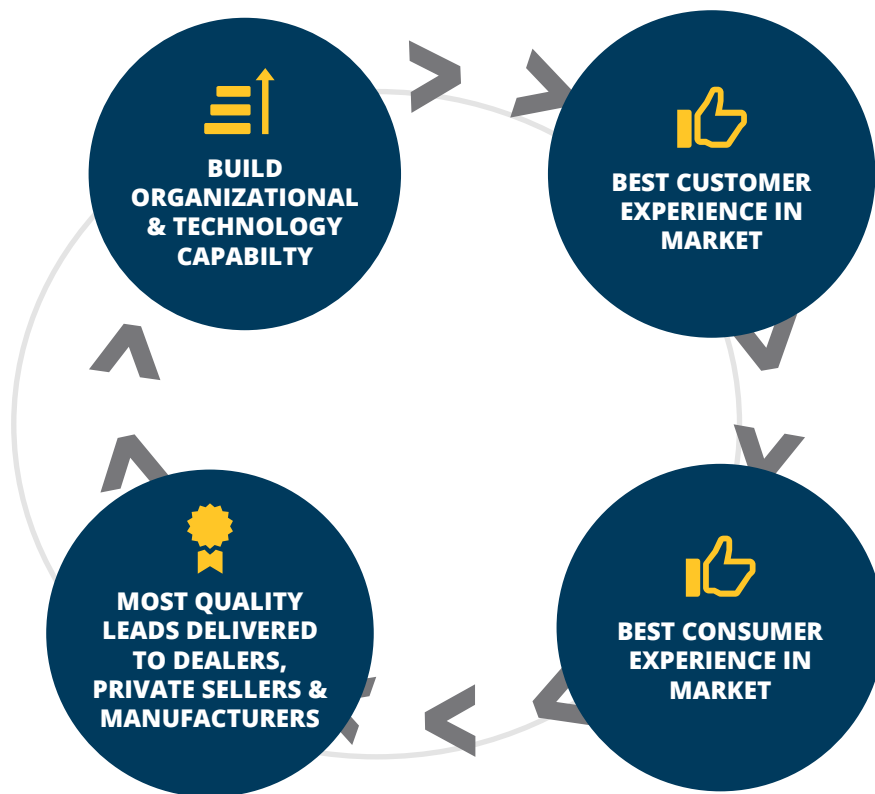 BUILD
ORGANIZATIONAL
& TECHNOLOGY
CAPABILTY
BEST CUSTOMER
EXPERIENCE IN
MARKET
BEST CONSUMER
EXPERIENCE IN
MARKET
MOST QUALITY
LEADS DELIVERED
TO DEALERS,
PRIVATE SELLERS &
MANUFACTURERS